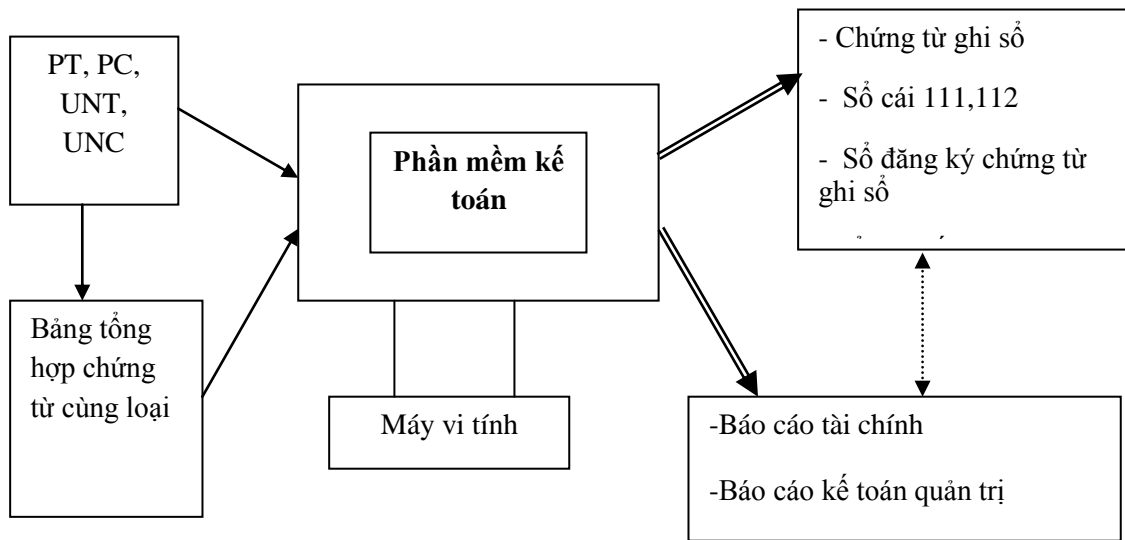 PT, PC,
UNT,
UNC
Bảng tổng
hợp chứng
từ cùng loại
Phần mềm kế
toán
Máy vi tính
- Chứng từ ghi sổ
- Sổ cái 111,112
- Sổ đăng ký chứng từ
ghi sổ
-Báo cáo tài chính
-Báo cáo kế toán quản trị